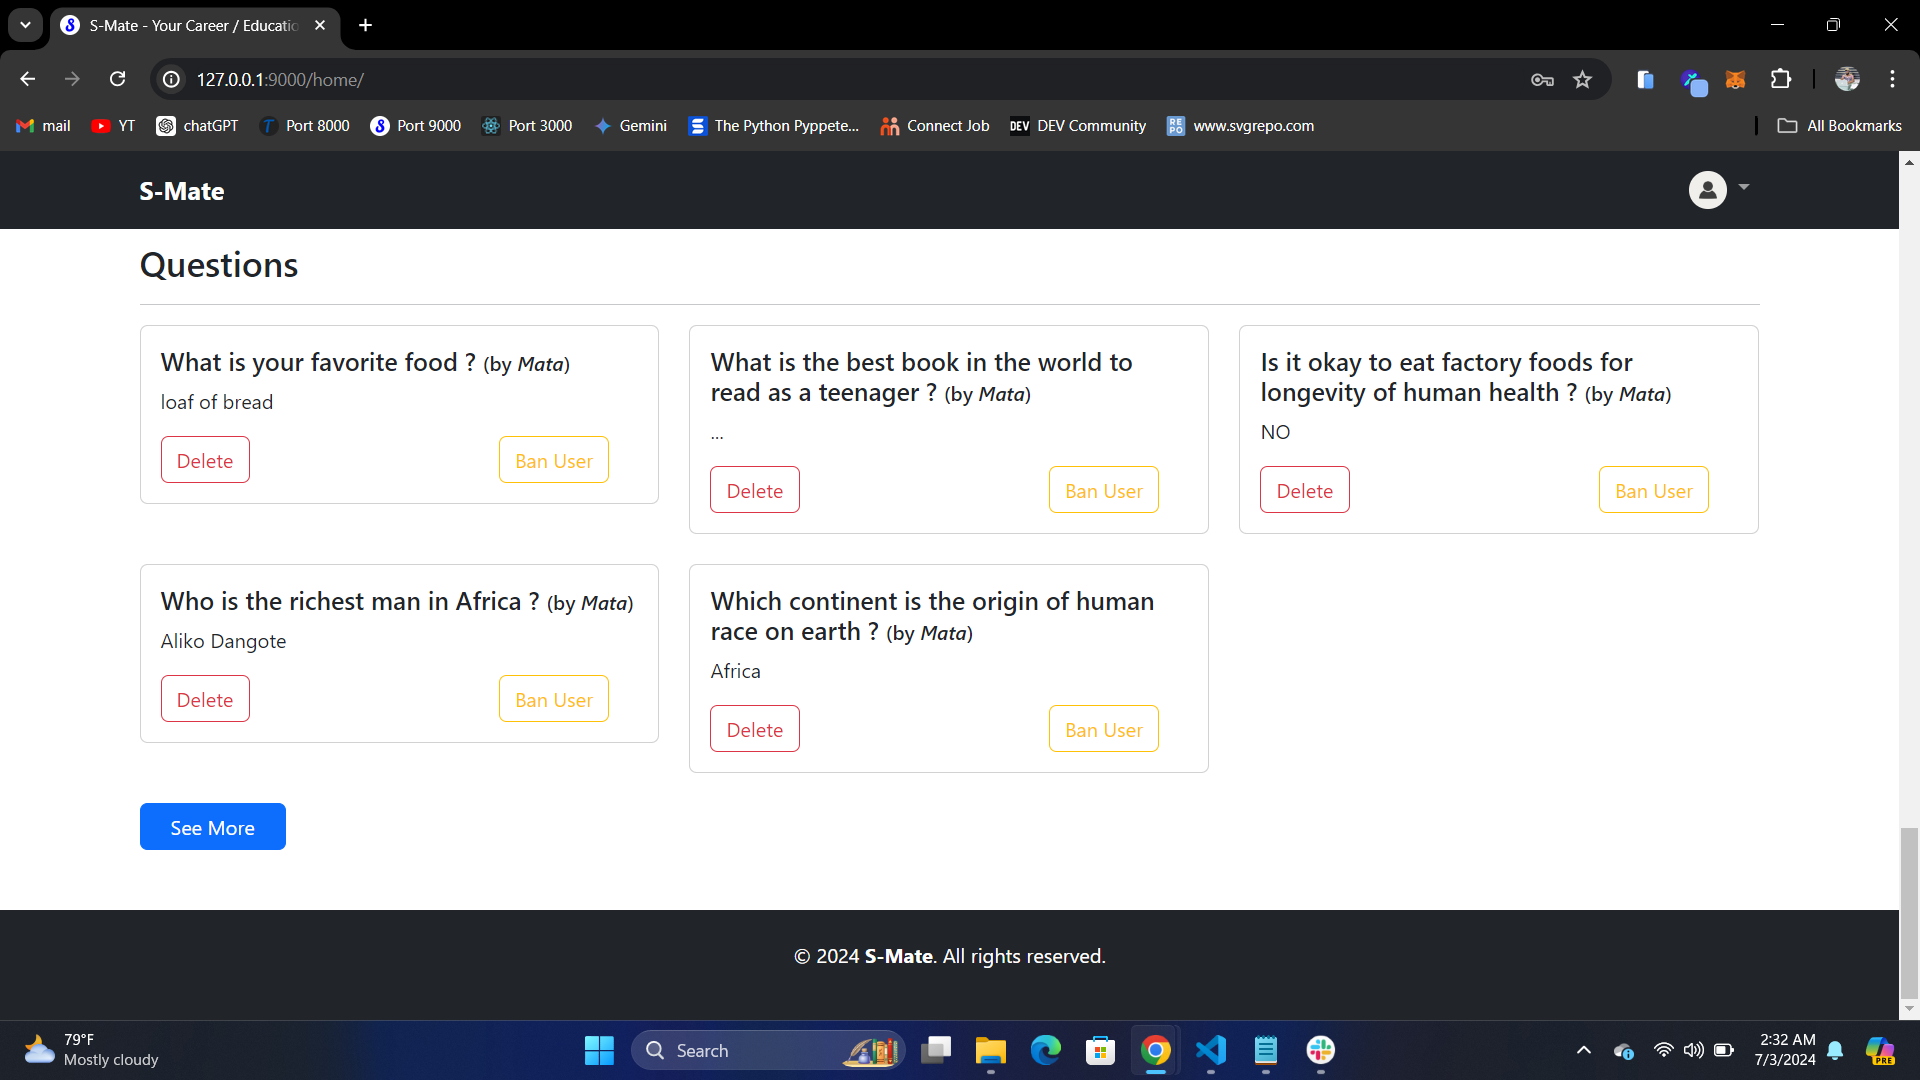 S-Mate - Your Career / Educatio
127.0.0.1:9000/home/
mail
YT
chatGPT
Port 8000
Port 9000
Port 3000
Gemini
The Python Pyppete...
Connect Job
DEV
DEV Community
RE
PO
www.svgrepo.com
All Bookmarks
S-Mate
Questions
What is your favorite food ? (by Mata)
loaf of bread
Delete
Ban User
What is the best book in the world to
read as a teenager ? (by Mata)
...
Delete
Ban User
Is it okay to eat factory foods for
longevity of human health ? (by Mata)
NO
Delete
Ban User
Who is the richest man in Africa ? (by Mata)
Aliko Dangote
Delete
Ban User
Which continent is the origin of human
race on earth ? (by Mata)
Africa
Delete
Ban User
See More
© 2024 S-Mate. All rights reserved.
79°F
Mostly cloudy
Search
2:32 AM
7/3/2024
PRE